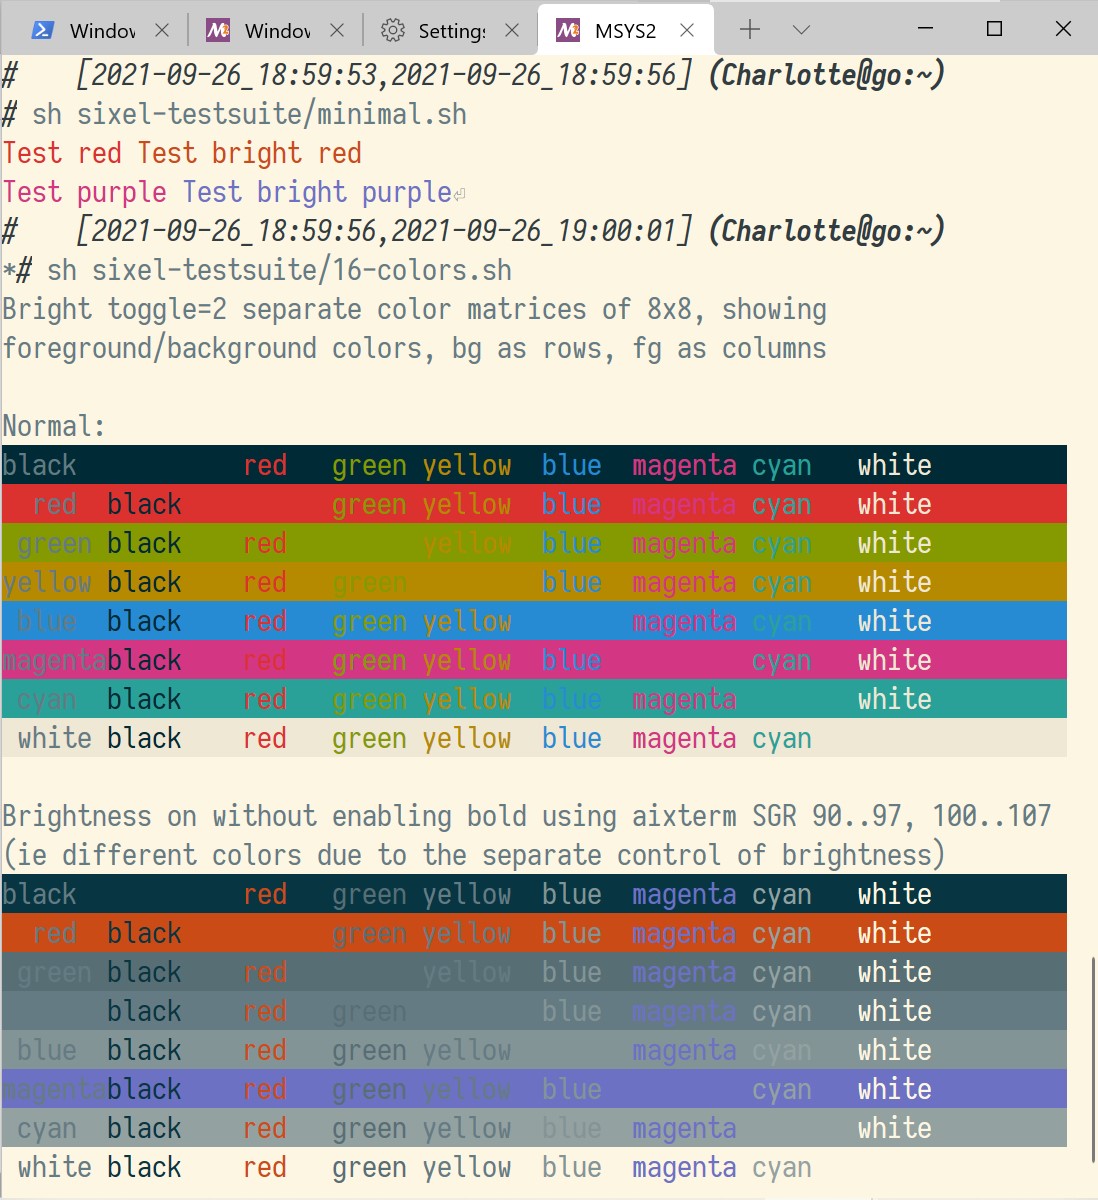 Window Window Settings MSYS2
# [2021-09-26_18:59:53,2021-09-26_18:59:56] (Charlotte@go:~)
# sh sixel-testsuite/minimal.sh
Test red Test bright red
Test purple Test bright purple⏎
# [2021-09-26_18:59:56,2021-09-26_19:00:01] (Charlotte@go:~)
*# sh sixel-testsuite/16-colors.sh
Bright toggle=2 separate color matrices of 8x8, showing
foreground/background colors, bg as rows, fg as columns
Normal:
black red green yellow blue magenta cyan white
red black green yellow blue magenta cyan white
green black red yellow blue magenta cyan white
yellow black red green blue magenta cyan white
blue black red green yellow magenta cyan white
magentablack red green yellow blue cyan white
cyan black red green yellow blue magenta white
white black red green yellow blue magenta cyan
Brightness on without enabling bold using aixterm SGR 90..97, 100..107
(ie different colors due to the separate control of brightness)
black red green yellow blue magenta cyan white
red black green yellow blue magenta cyan white
green black red yellow blue magenta cyan white
black red green blue magenta cyan white
blue black red green yellow magenta cyan white
magentablack red green yellow blue cyan white
cyan black red green yellow blue magenta white
white black red green yellow blue magenta cyan